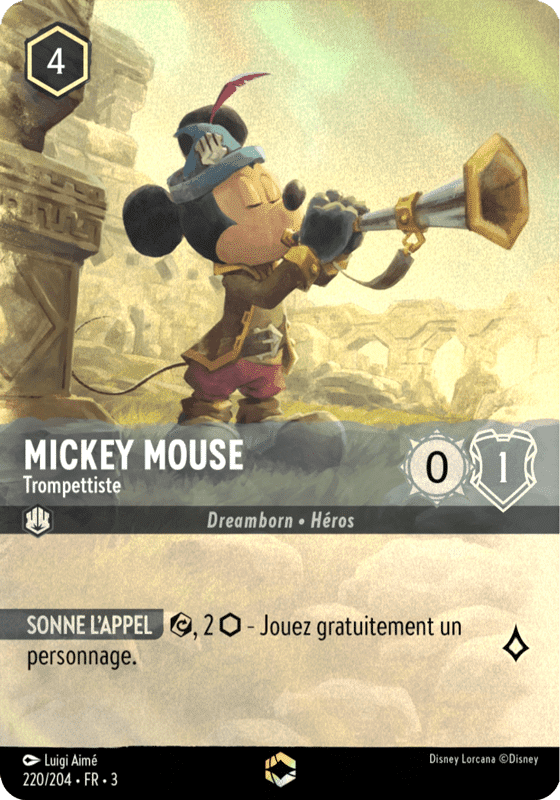 4
MICKEY MOUSE
Trompettiste
0
1
Dreamborn • Héros
SONNE L'APPEL , 2 - Jouez gratuitement un
personnage.
Luigi Aimé
Disney Lorcana ©Disney
220/204 • FR • 3